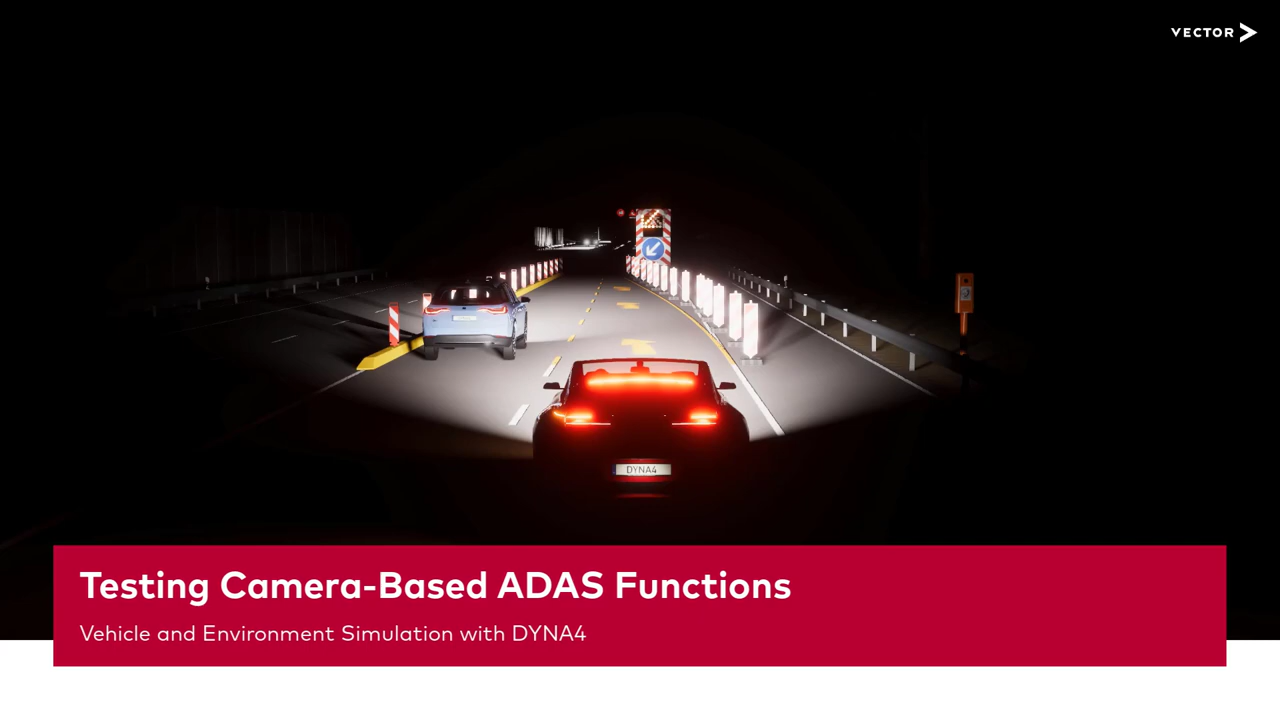 VECTOR
DYNA4
Testing Camera-Based ADAS Functions
Vehicle and Environment Simulation with DYNA4